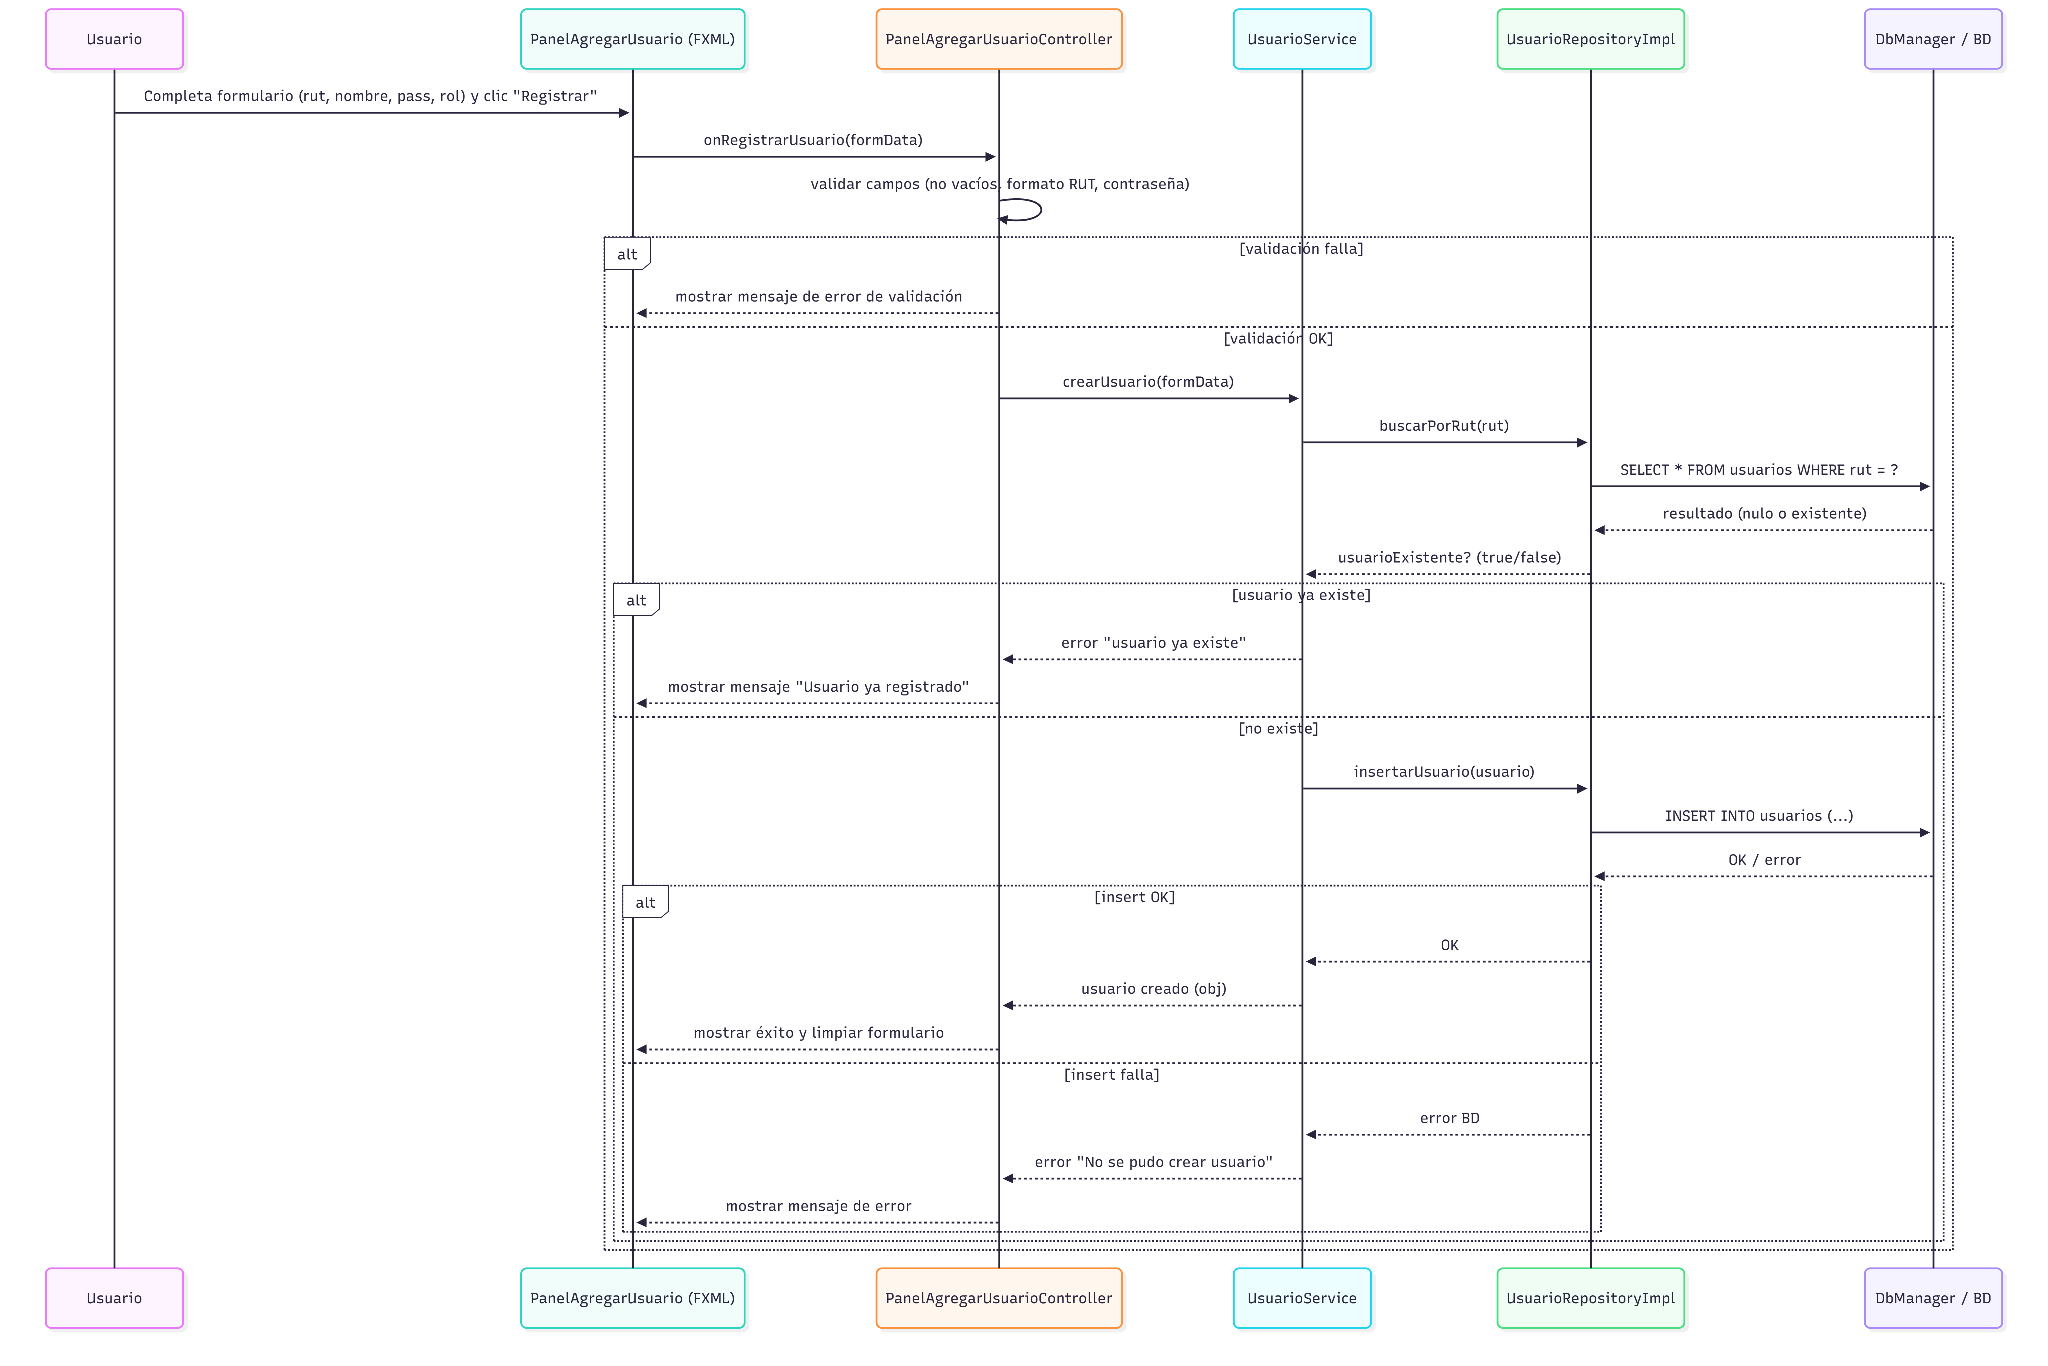 Usuario
PanelAgregarUsuario (FXML)
PanelAgregarUsuarioController
UsuarioService
UsuarioRepositoryImpl
DbManager / BD
Completa formulario (rut, nombre, pass, rol) y clic "Registrar"
onRegistrarUsuario(formData)
validar campos (no vacíos, formato RUT, contraseña)
alt
[validación falla]
mostrar mensaje de error de validación
[validación OK]
crearUsuario(formData)
buscarPorRut(rut)
SELECT * FROM usuarios WHERE rut = ?
resultado (nulo o existente)
usuarioExistente? (true/false)
alt
[usuario ya existe]
error "usuario ya existe"
mostrar mensaje "Usuario ya registrado"
[no existe]
insertarUsuario(usuario)
INSERT INTO usuarios (...)
OK / error
alt
[insert OK]
OK
usuario creado (obj)
mostrar éxito y limpiar formulario
[insert falla]
error BD
error "No se pudo crear usuario"
mostrar mensaje de error
Usuario
PanelAgregarUsuario (FXML)
PanelAgregarUsuarioController
UsuarioService
UsuarioRepositoryImpl
DbManager / BD